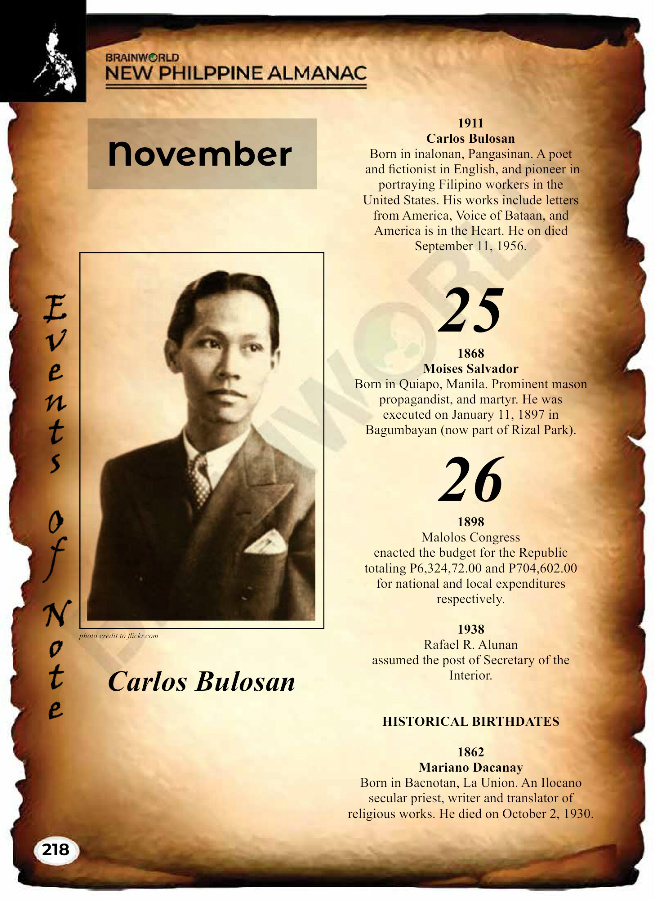 BRAINWORLD
NEW PHILPPINE ALMANAC
November
Events of Note
photo credit to flickr.com
Carlos Bulosan
1911
Carlos Bulosan
Born in inalonan, Pangasinan. A poet
and fictionist in English, and pioneer in
portraying Filipino workers in the
United States. His works include letters
from America, Voice of Bataan, and
America is in the Heart. He on died
September 11, 1956.
25
1868
Moises Salvador
Born in Quiapo, Manila. Prominent mason
propagandist, and martyr. He was
executed on January 11, 1897 in
Bagumbayan (now part of Rizal Park).
26
1898
Malolos Congress
enacted the budget for the Republic
totaling P6,324,72.00 and P704,602.00
for national and local expenditures
respectively.
1938
Rafael R. Alunan
assumed the post of Secretary of the
Interior.
HISTORICAL BIRTHDATES
1862
Mariano Dacanay
Born in Bacnotan, La Union. An Ilocano
secular priest, writer and translator of
religious works. He died on October 2, 1930.
218
BRAINWORLD